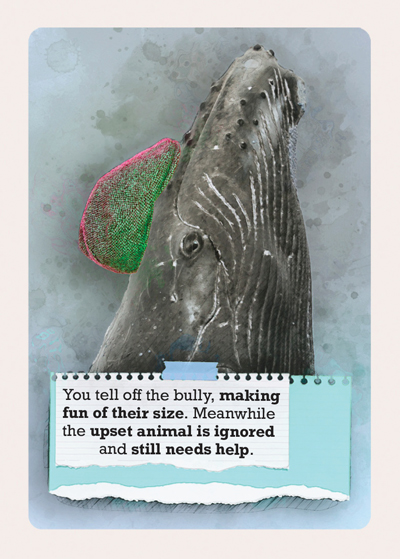 You tell off the bully, making
fun of their size. Meanwhile
the upset animal is ignored
and still needs help.